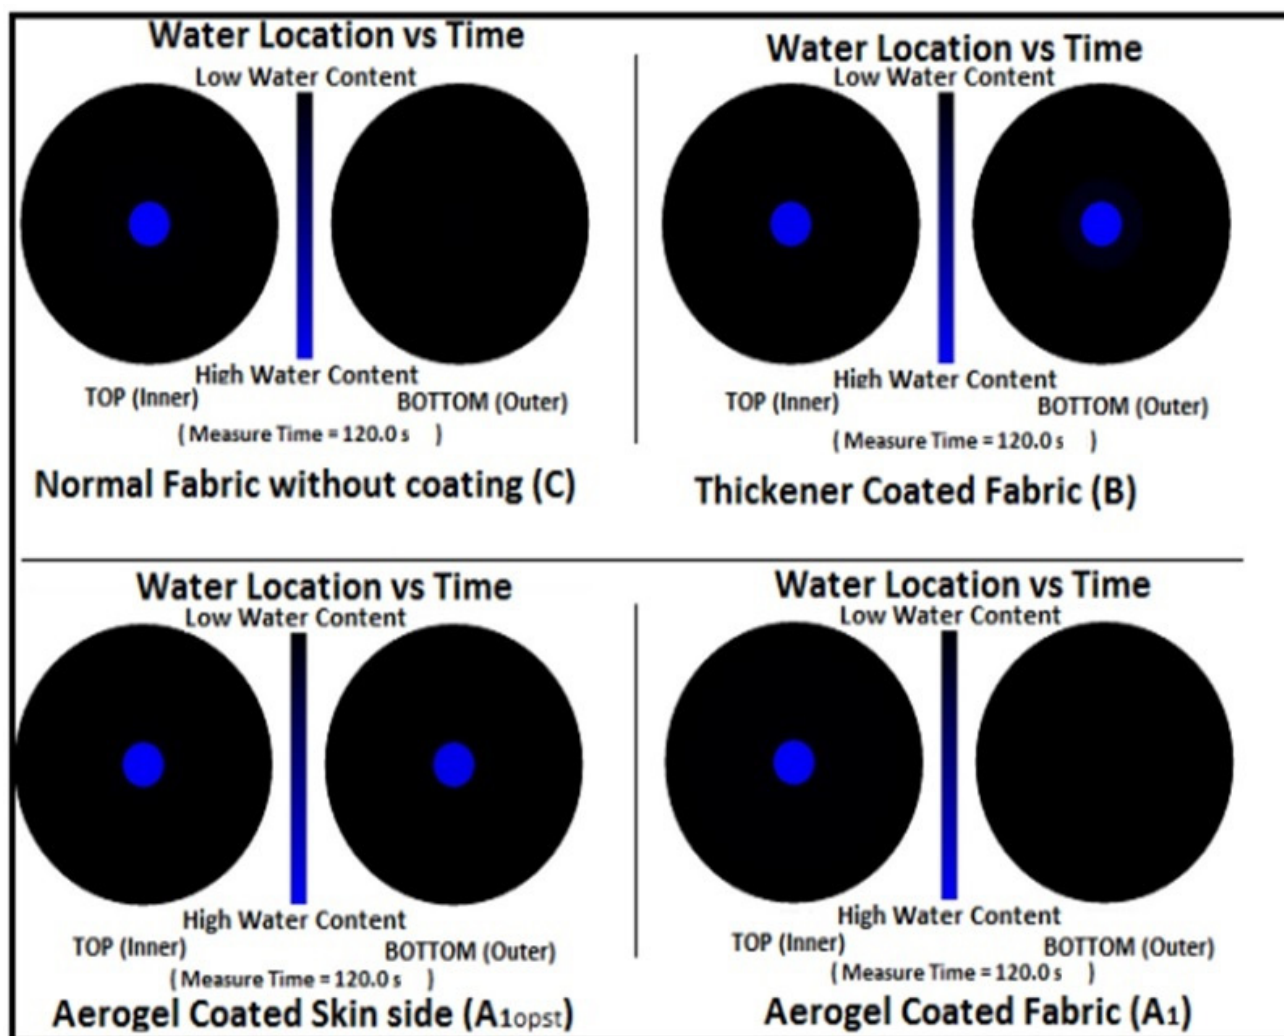 Water Location vs Time
Low Water Content
High Water Content
TOP (Inner)
BOTTOM (Outer)
( Measure Time = 120.0 s )
Normal Fabric without coating (C)
Water Location vs Time
Low Water Content
High Water Content
TOP (Inner)
BOTTOM (Outer)
( Measure Time = 120.0 s )
Thickener Coated Fabric (B)
Water Location vs Time
Low Water Content
High Water Content
TOP (Inner)
BOTTOM (Outer)
( Measure Time = 120.0 s )
Aerogel Coated Skin side (A1opst)
Water Location vs Time
Low Water Content
High Water Content
TOP (Inner)
BOTTOM (Outer)
( Measure Time = 120.0 s )
Aerogel Coated Fabric (A1)